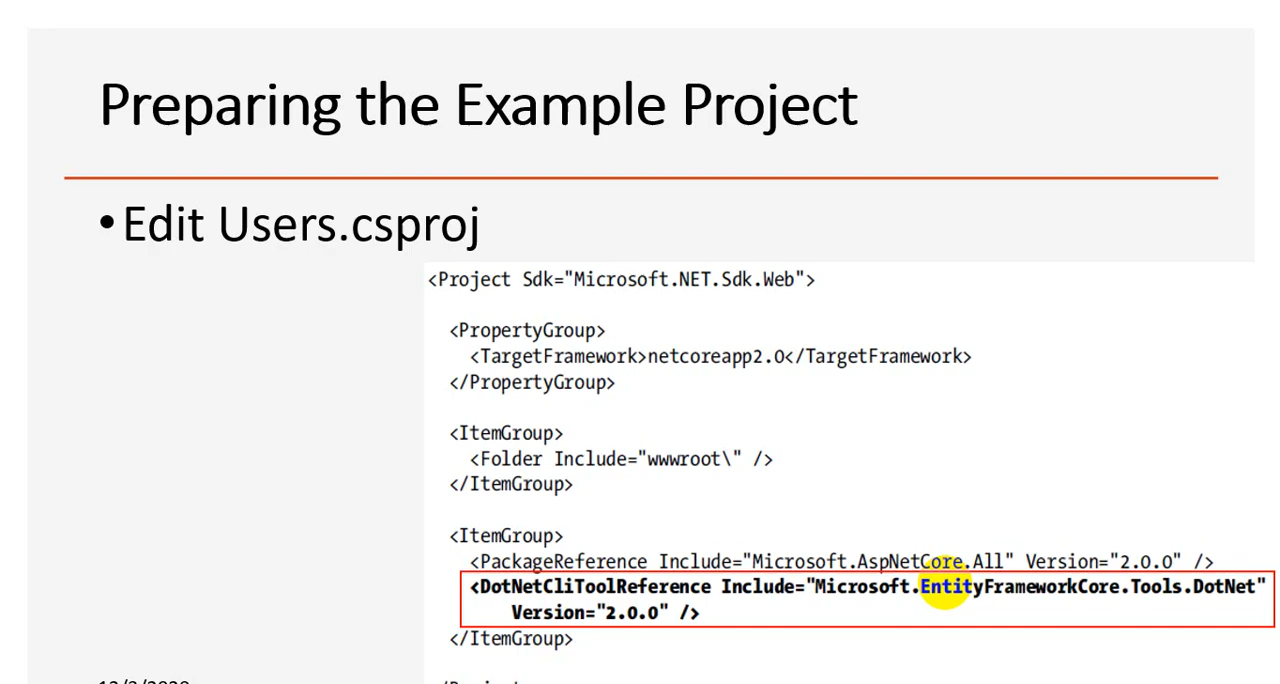 Preparing the Example Project
•Edit Users.csproj
<Project Sdk="Microsoft.NET.Sdk.Web">
<PropertyGroup>
<TargetFramework>netcoreapp2.0</TargetFramework>
</PropertyGroup>
<ItemGroup>
<Folder Include="wwwroot\" />
</ItemGroup>
<ItemGroup>
<PackageReference Include="Microsoft.AspNetCore.All" Version="2.0.0" />
<DotNetCliToolReference Include="Microsoft.EntityFrameworkCore.Tools.DotNet"
Version="2.0.0" />
</ItemGroup>